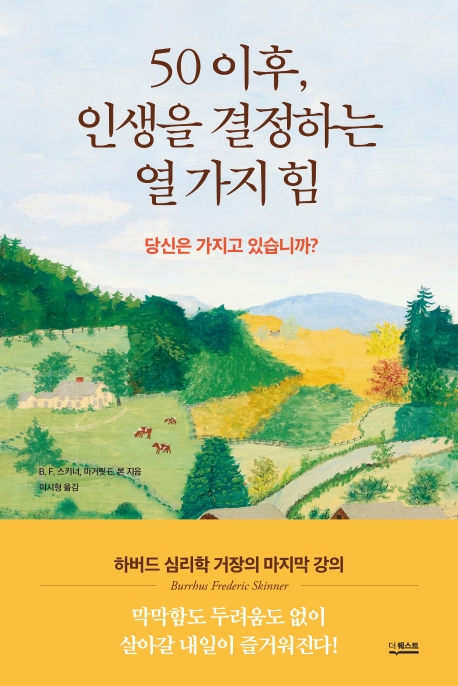 50 이후,
인생을 결정하는
열 가지 힘
당신은 가지고 있습니까?
B. F. 스키너, 마거릿 E. 본 지음
이시형 옮김
하버드 심리학 거장의 마지막 강의
Burrhus Frederic Skinner
막막함도 두려움도 없이
살아갈 내일이 즐거워진다!
더 퀘스트